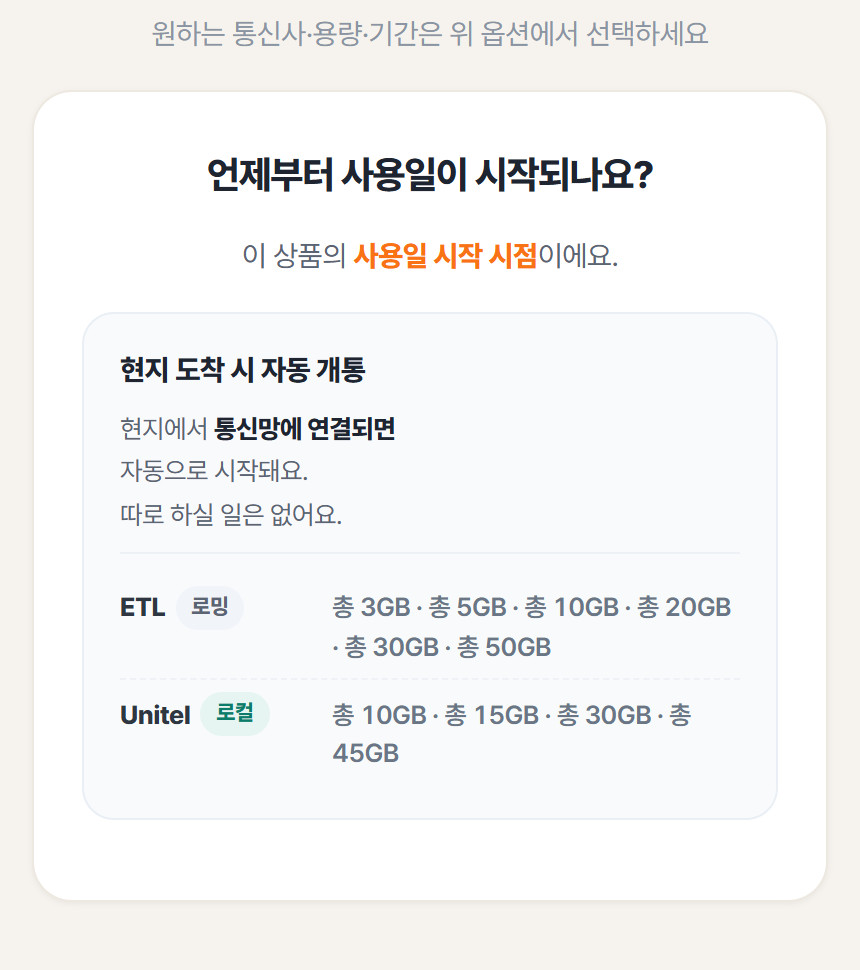 원하는 통신사·용량·기간은 위 옵션에서 선택하세요
언제부터 사용일이 시작되나요?
이 상품의 사용일 시작 시점이에요.
현지 도착 시 자동 개통
현지에서 통신망에 연결되면
자동으로 시작돼요.
따로 하실 일은 없어요.
ETL 로밍 총 3GB · 총 5GB · 총 10GB · 총 20GB
· 총 30GB · 총 50GB
Unitel 로컬 총 10GB · 총 15GB · 총 30GB · 총
45GB